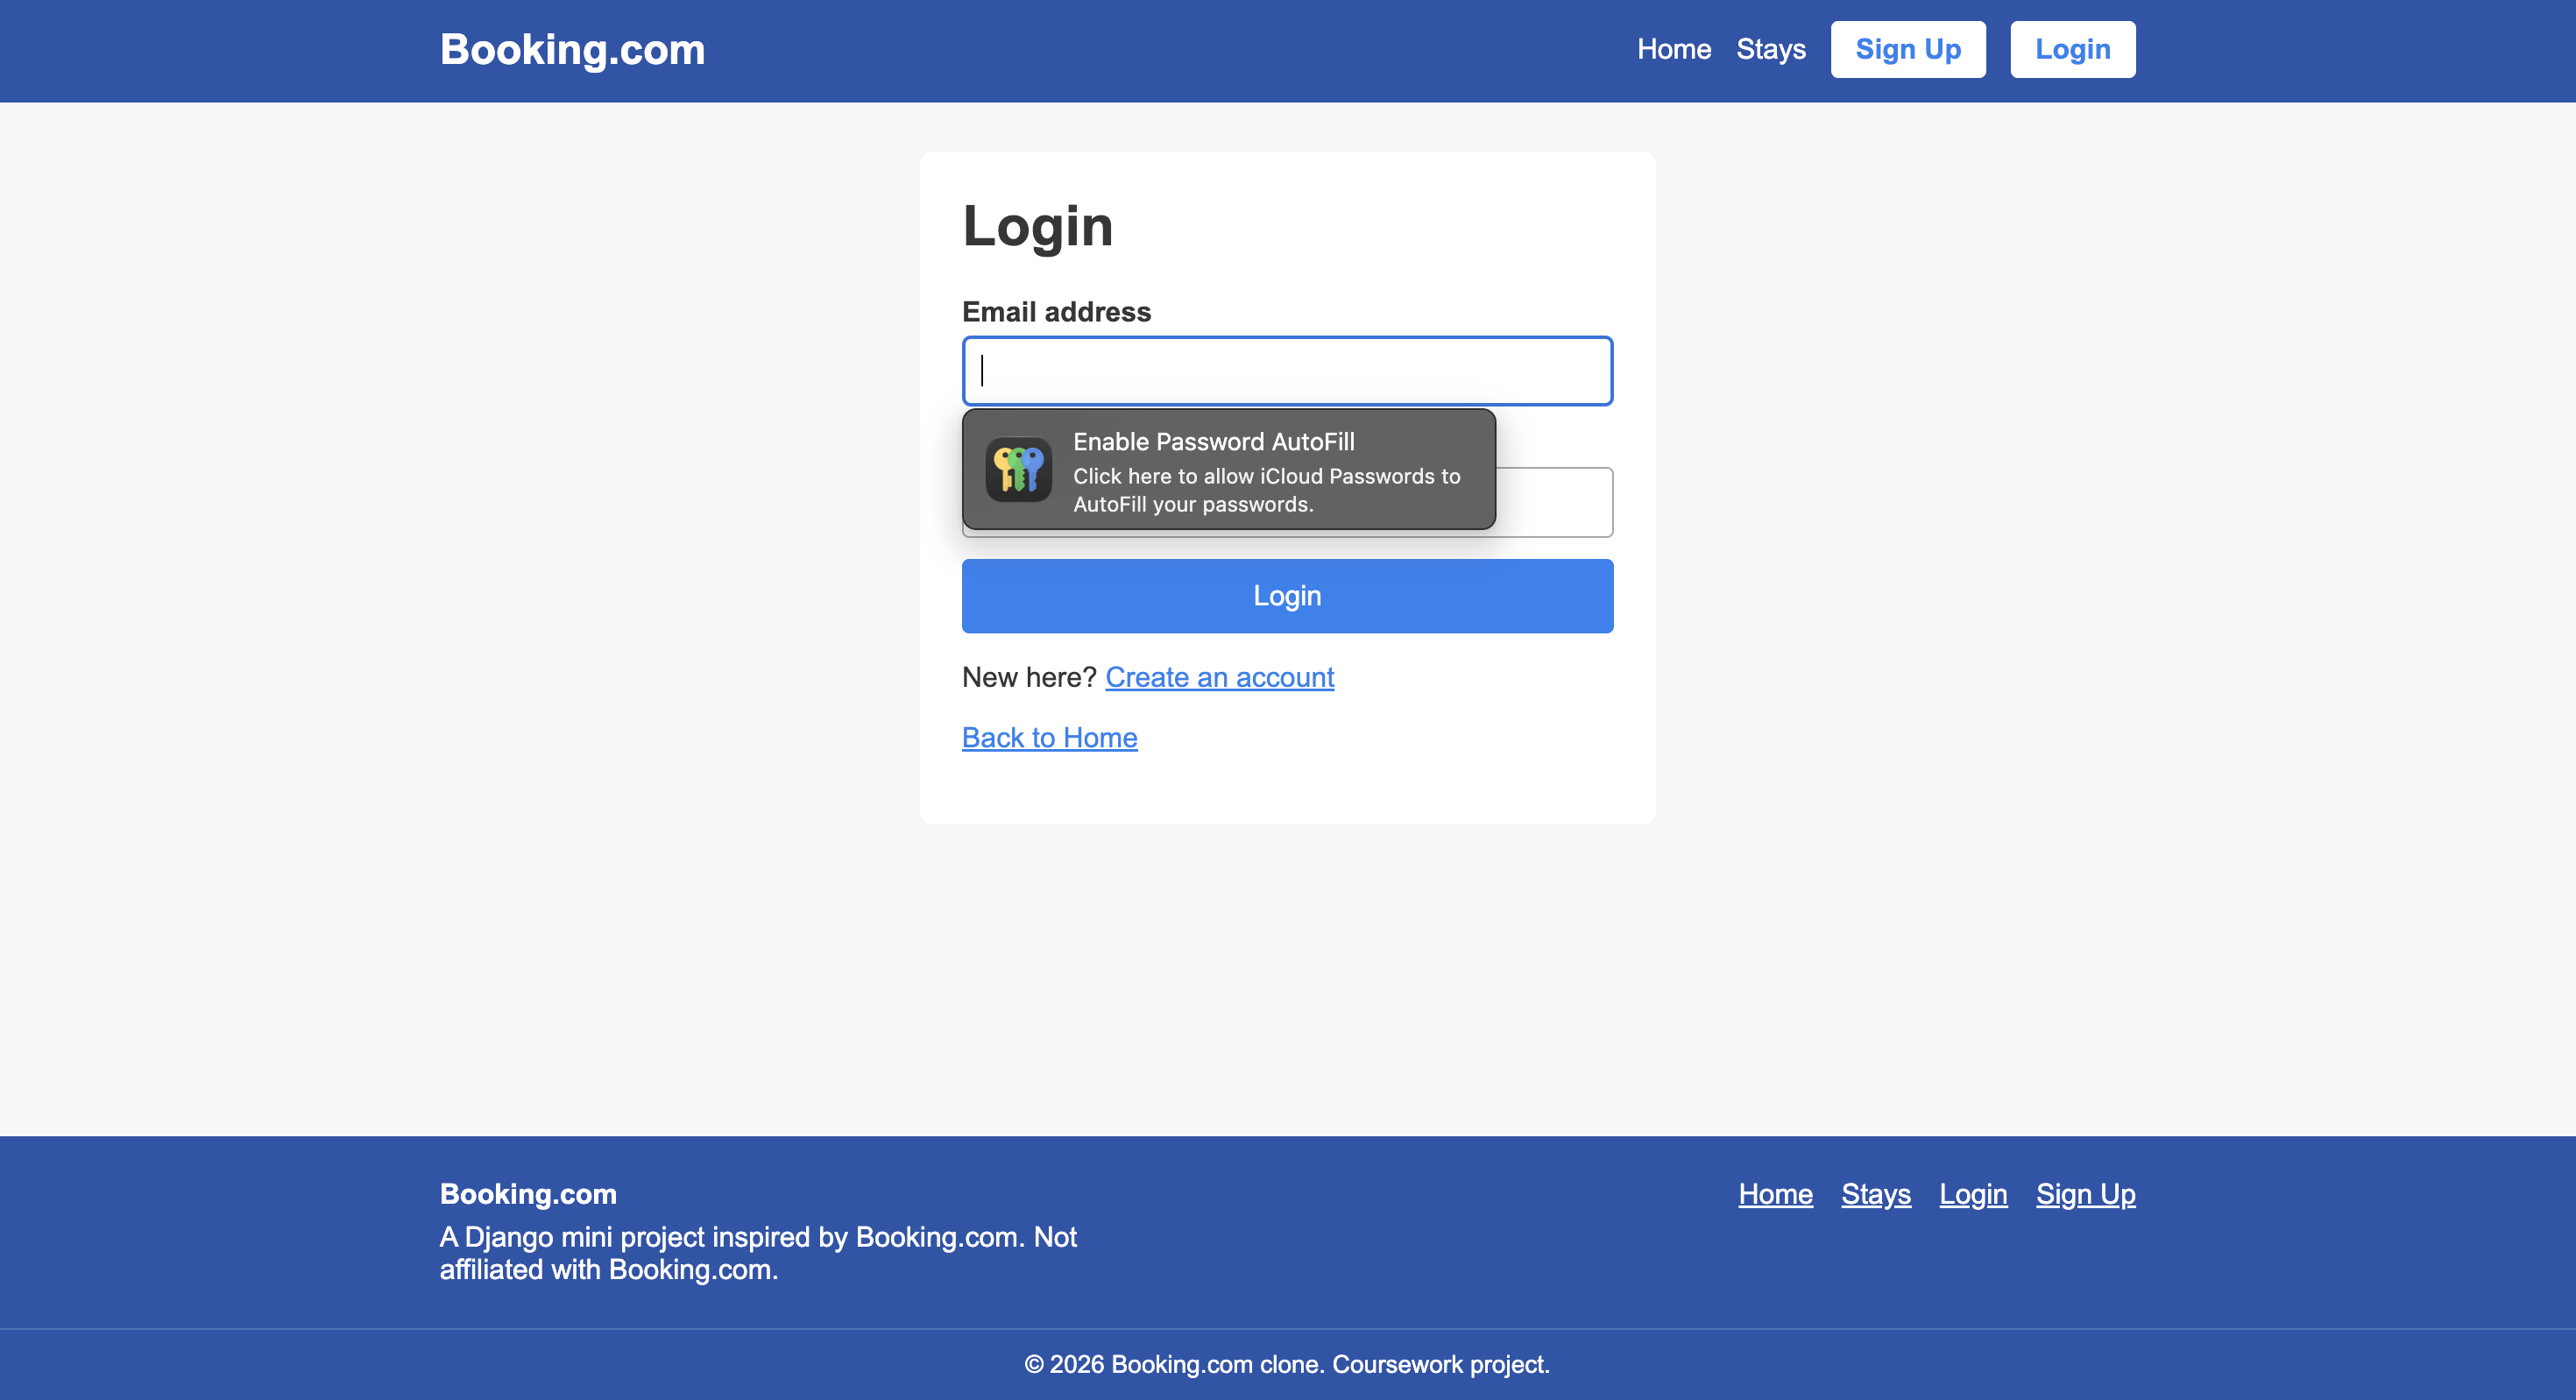 Booking.com
Home Stays Sign Up Login
Login
Email address
Enable Password AutoFill
Click here to allow iCloud Passwords to
AutoFill your passwords.
Login
New here? Create an account
Back to Home
Booking.com
A Django mini project inspired by Booking.com. Not
affiliated with Booking.com.
Home Stays Login Sign Up
© 2026 Booking.com clone. Coursework project.